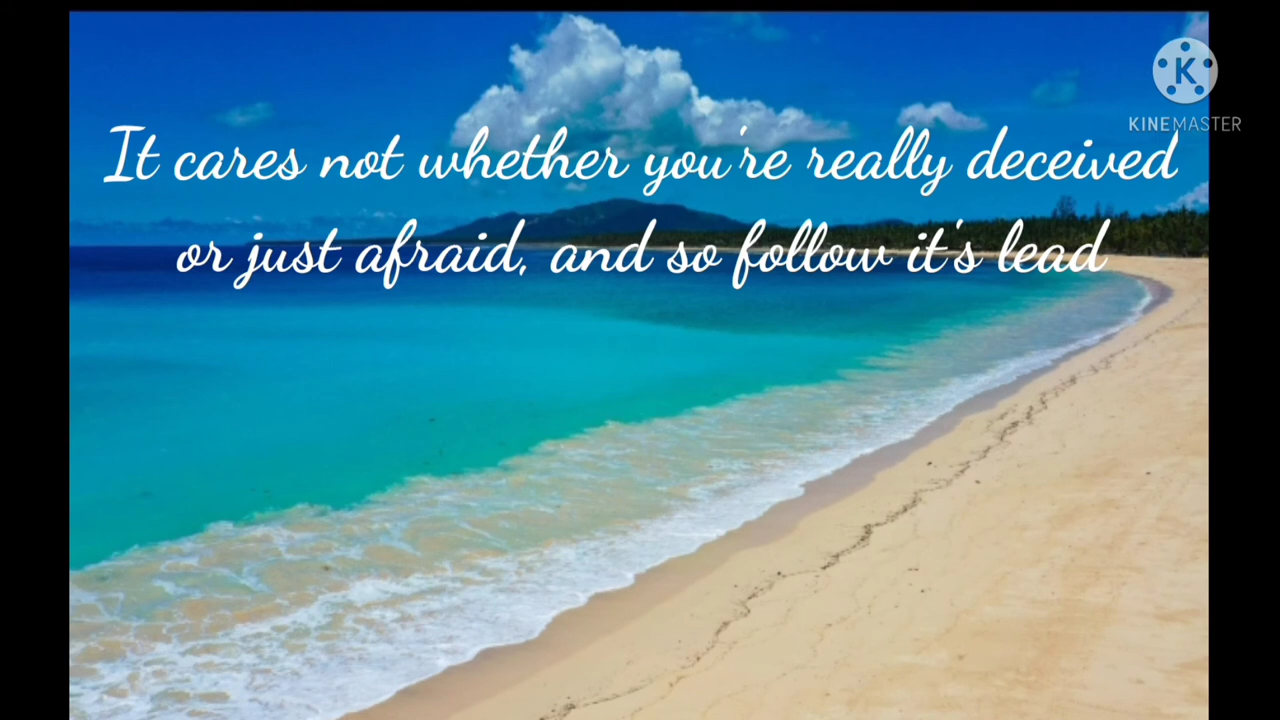 It cares not whether you're really deceived
or just afraid, and so follow it's lead
K
KINEMASTER